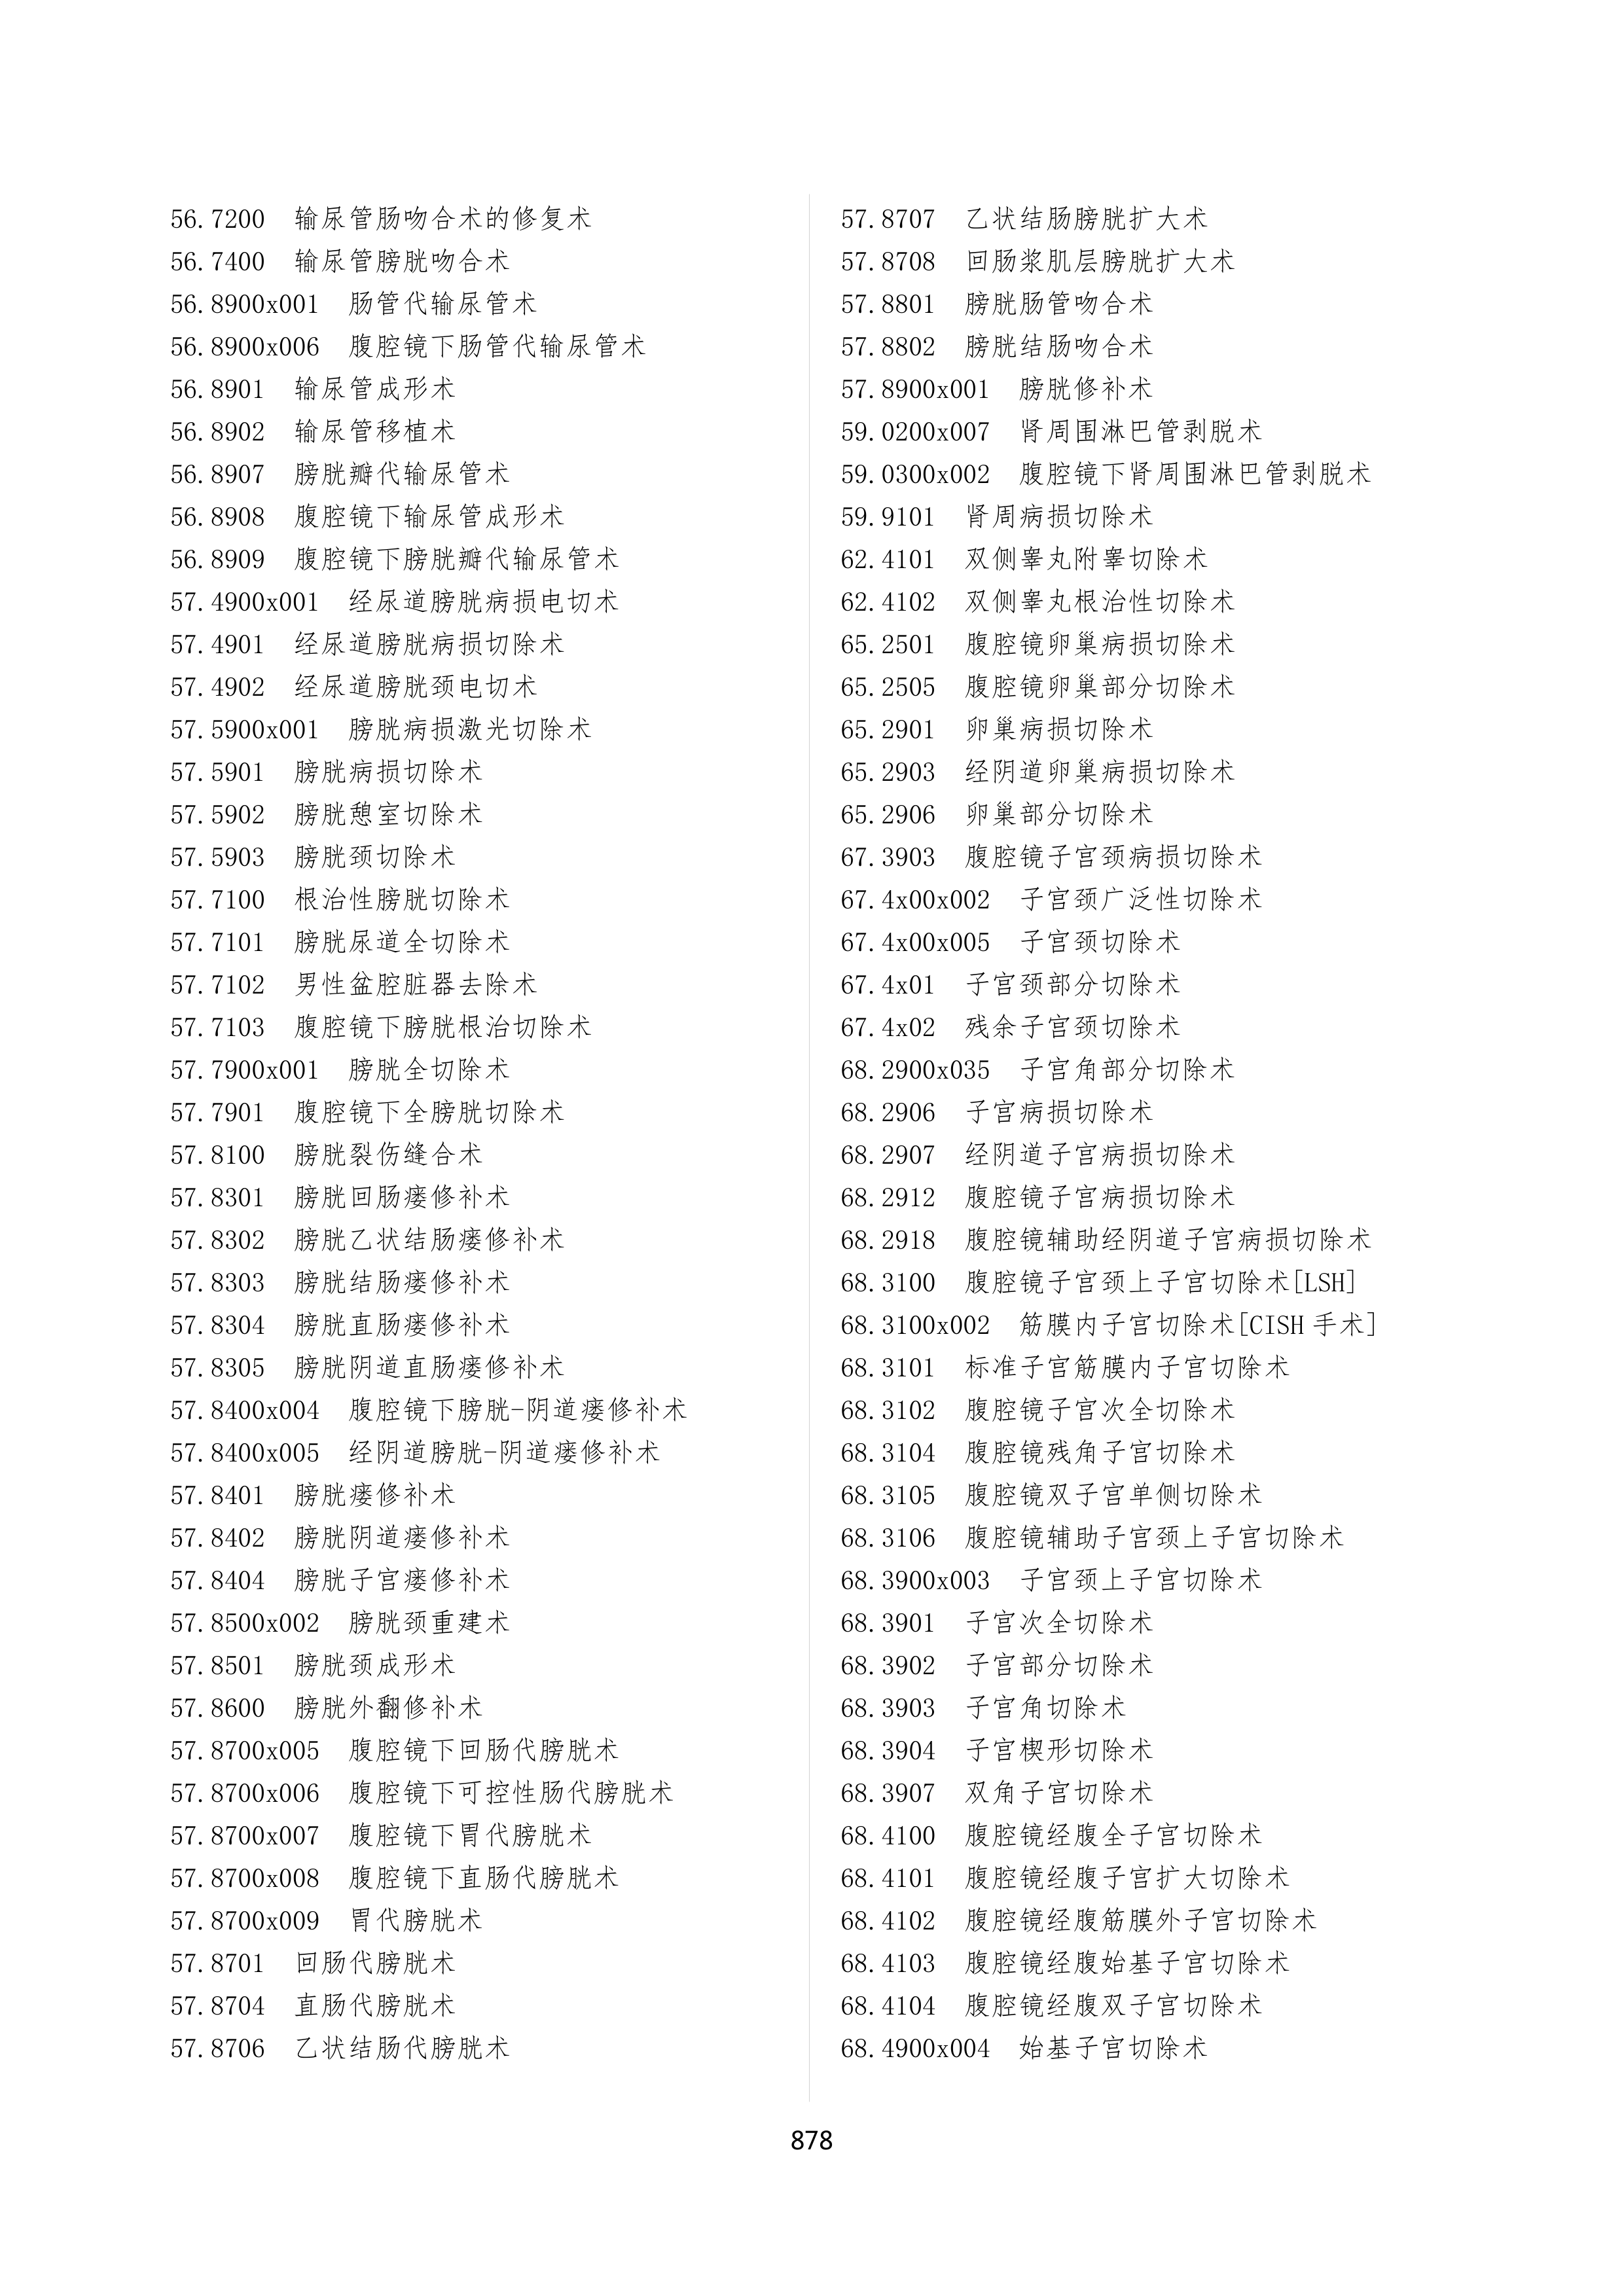 56.7200 输尿管肠吻合术的修复术
56.7400 输尿管膀胱吻合术
56.8900x001 肠管代输尿管术
56.8900x006 腹腔镜下肠管代输尿管术
56.8901 输尿管成形术
56.8902 输尿管移植术
56.8907 膀胱瓣代输尿管术
56.8908 腹腔镜下输尿管成形术
56.8909 腹腔镜下膀胱瓣代输尿管术
57.4900x001 经尿道膀胱病损电切术
57.4901 经尿道膀胱病损切除术
57.4902 经尿道膀胱颈电切术
57.5900x001 膀胱病损激光切除术
57.5901 膀胱病损切除术
57.5902 膀胱憩室切除术
57.5903 膀胱颈切除术
57.7100 根治性膀胱切除术
57.7101 膀胱尿道全切除术
57.7102 男性盆腔脏器去除术
57.7103 腹腔镜下膀胱根治切除术
57.7900x001 膀胱全切除术
57.7901 腹腔镜下全膀胱切除术
57.8100 膀胱裂伤缝合术
57.8301 膀胱回肠瘘修补术
57.8302 膀胱乙状结肠瘘修补术
57.8303 膀胱结肠瘘修补术
57.8304 膀胱直肠瘘修补术
57.8305 膀胱阴道直肠瘘修补术
57.8400x004 腹腔镜下膀胱-阴道瘘修补术
57.8400x005 经阴道膀胱-阴道瘘修补术
57.8401 膀胱瘘修补术
57.8402 膀胱阴道瘘修补术
57.8404 膀胱子宫瘘修补术
57.8500x002 膀胱颈重建术
57.8501 膀胱颈成形术
57.8600 膀胱外翻修补术
57.8700x005 腹腔镜下回肠代膀胱术
57.8700x006 腹腔镜下可控性肠代膀胱术
57.8700x007 腹腔镜下胃代膀胱术
57.8700x008 腹腔镜下直肠代膀胱术
57.8700x009 胃代膀胱术
57.8701 回肠代膀胱术
57.8704 直肠代膀胱术
57.8706 乙状结肠代膀胱术
57.8707 乙状结肠膀胱扩大术
57.8708 回肠浆肌层膀胱扩大术
57.8801 膀胱肠管吻合术
57.8802 膀胱结肠吻合术
57.8900x001 膀胱修补术
59.0200x007 肾周围淋巴管剥脱术
59.0300x002 腹腔镜下肾周围淋巴管剥脱术
59.9101 肾周病损切除术
62.4101 双侧睾丸附睾切除术
62.4102 双侧睾丸根治性切除术
65.2501 腹腔镜卵巢病损切除术
65.2505 腹腔镜卵巢部分切除术
65.2901 卵巢病损切除术
65.2903 经阴道卵巢病损切除术
65.2906 卵巢部分切除术
67.3903 腹腔镜子宫颈病损切除术
67.4x00x002 子宫颈广泛性切除术
67.4x00x005 子宫颈切除术
67.4x01 子宫颈部分切除术
67.4x02 残余子宫颈切除术
68.2900x035 子宫角部分切除术
68.2906 子宫病损切除术
68.2907 经阴道子宫病损切除术
68.2912 腹腔镜子宫病损切除术
68.2918 腹腔镜辅助经阴道子宫病损切除术
68.3100 腹腔镜子宫颈上子宫切除术[LSH]
68.3100x002 筋膜内子宫切除术[CISH 手术]
68.3101 标准子宫筋膜内子宫切除术
68.3102 腹腔镜子宫次全切除术
68.3104 腹腔镜残角子宫切除术
68.3105 腹腔镜双子宫单侧切除术
68.3106 腹腔镜辅助子宫颈上子宫切除术
68.3900x003 子宫颈上子宫切除术
68.3901 子宫次全切除术
68.3902 子宫部分切除术
68.3903 子宫角切除术
68.3904 子宫楔形切除术
68.3907 双角子宫切除术
68.4100 腹腔镜经腹全子宫切除术
68.4101 腹腔镜经腹子宫扩大切除术
68.4102 腹腔镜经腹筋膜外子宫切除术
68.4103 腹腔镜经腹始基子宫切除术
68.4104 腹腔镜经腹双子宫切除术
68.4900x004 始基子宫切除术
878